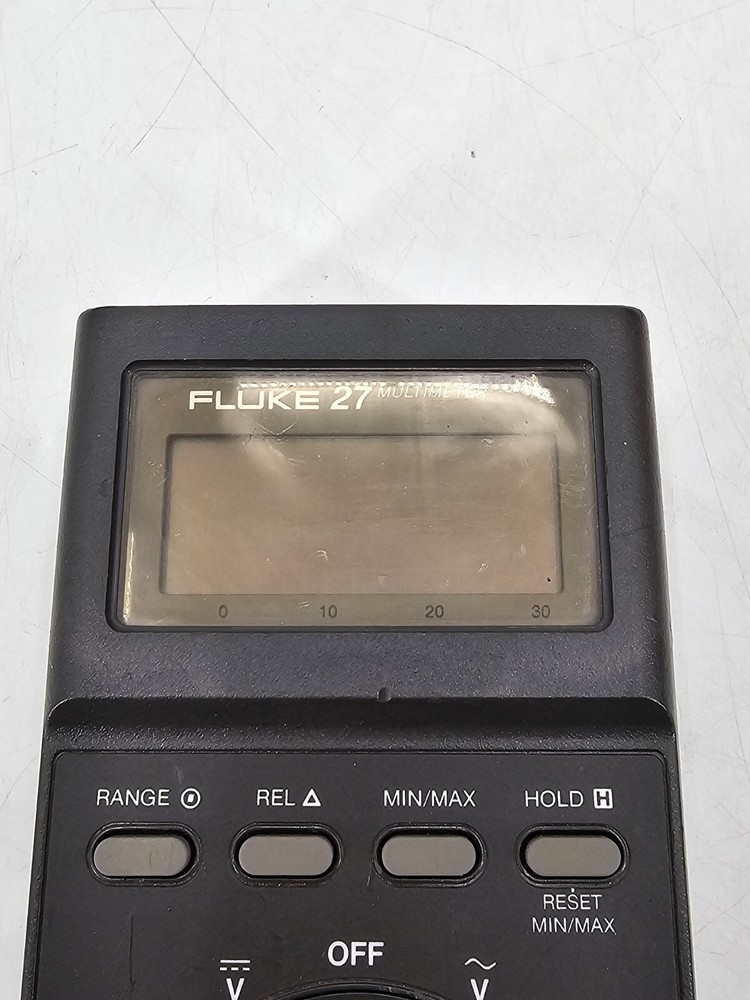 FLUKE 27 MULTIMETER
0 10 20 30
RANGE REL △ MIN/MAX HOLD H
RESET
MIN/MAX
OFF
V V